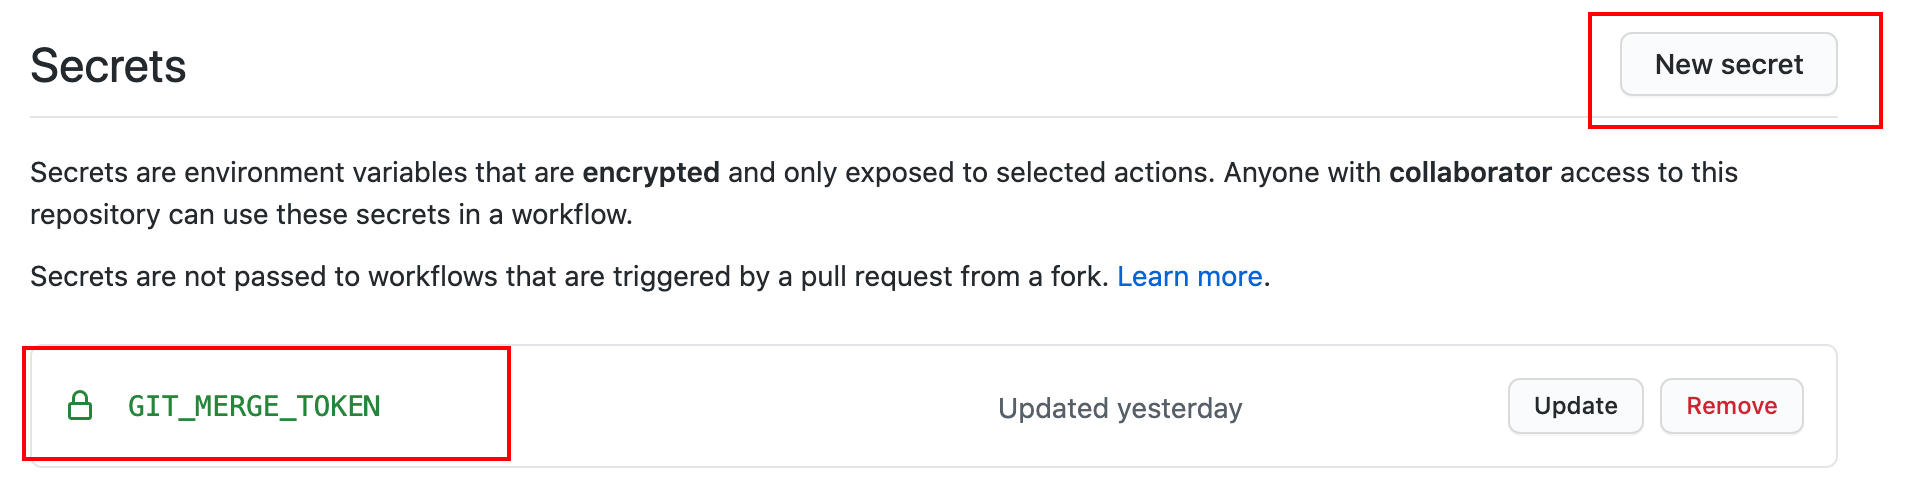 Secrets
New secret
Secrets are environment variables that are encrypted and only exposed to selected actions. Anyone with collaborator access to this
repository can use these secrets in a workflow.
Secrets are not passed to workflows that are triggered by a pull request from a fork. Learn more.
GIT_MERGE_TOKEN
Updated yesterday
Update
Remove